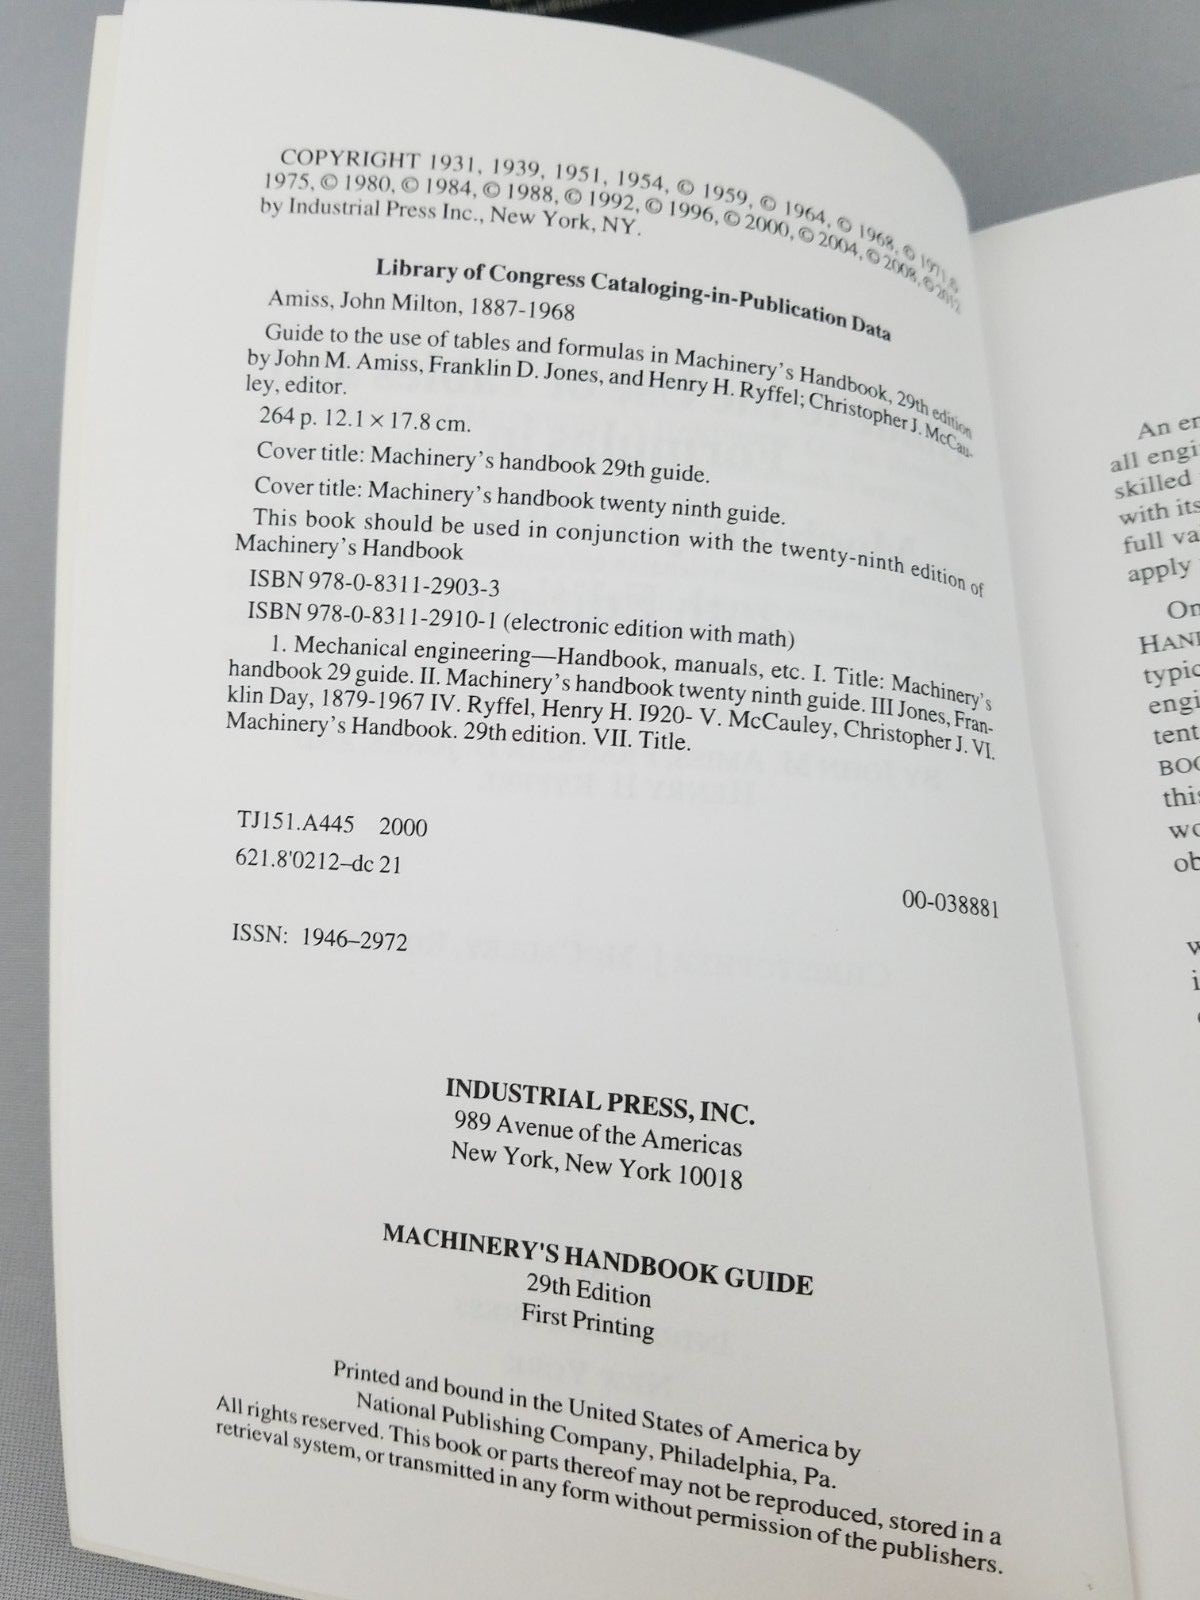 COPYRIGHT 1931, 1939, 1951, 1954, © 1959, © 1964, © 1968, © 1971, ©
1975, © 1980, © 1984, © 1988, © 1992, © 1996, © 2000, © 2004, © 2008, © 2012
by Industrial Press Inc., New York, NY.
Library of Congress Cataloging-in-Publication Data
Amiss, John Milton, 1887-1968
Guide to the use of tables and formulas in Machinery's Handbook, 29th edition
by John M. Amiss, Franklin D. Jones, and Henry H. Ryffel; Christopher J. McCau-
ley, editor.
264 p. 12.1 × 17.8 cm.
Cover title: Machinery's handbook 29th guide.
Cover title: Machinery's handbook twenty ninth guide.
This book should be used in conjunction with the twenty-ninth edition of
Machinery's Handbook
ISBN 978-0-8311-2903-3
ISBN 978-0-8311-2910-1 (electronic edition with math)
1. Mechanical engineering—Handbook, manuals, etc. I. Title: Machinery's
handbook 29 guide. II. Machinery's handbook twenty ninth guide. III Jones, Fran-
klin Day, 1879-1967 IV. Ryffel, Henry H. I920- V. McCauley, Christopher J. VI.
Machinery's Handbook. 29th edition. VII. Title.
TJ151.A445 2000
621.8'0212–dc 21
00-038881
ISSN: 1946–2972
INDUSTRIAL PRESS, INC.
989 Avenue of the Americas
New York, New York 10018
MACHINERY'S HANDBOOK GUIDE
29th Edition
First Printing
Printed and bound in the United States of America by
National Publishing Company, Philadelphia, Pa.
All rights reserved. This book or parts thereof may not be reproduced, stored in a
retrieval system, or transmitted in any form without permission of the publishers.
An
all
skilled
with its
full
apply
this